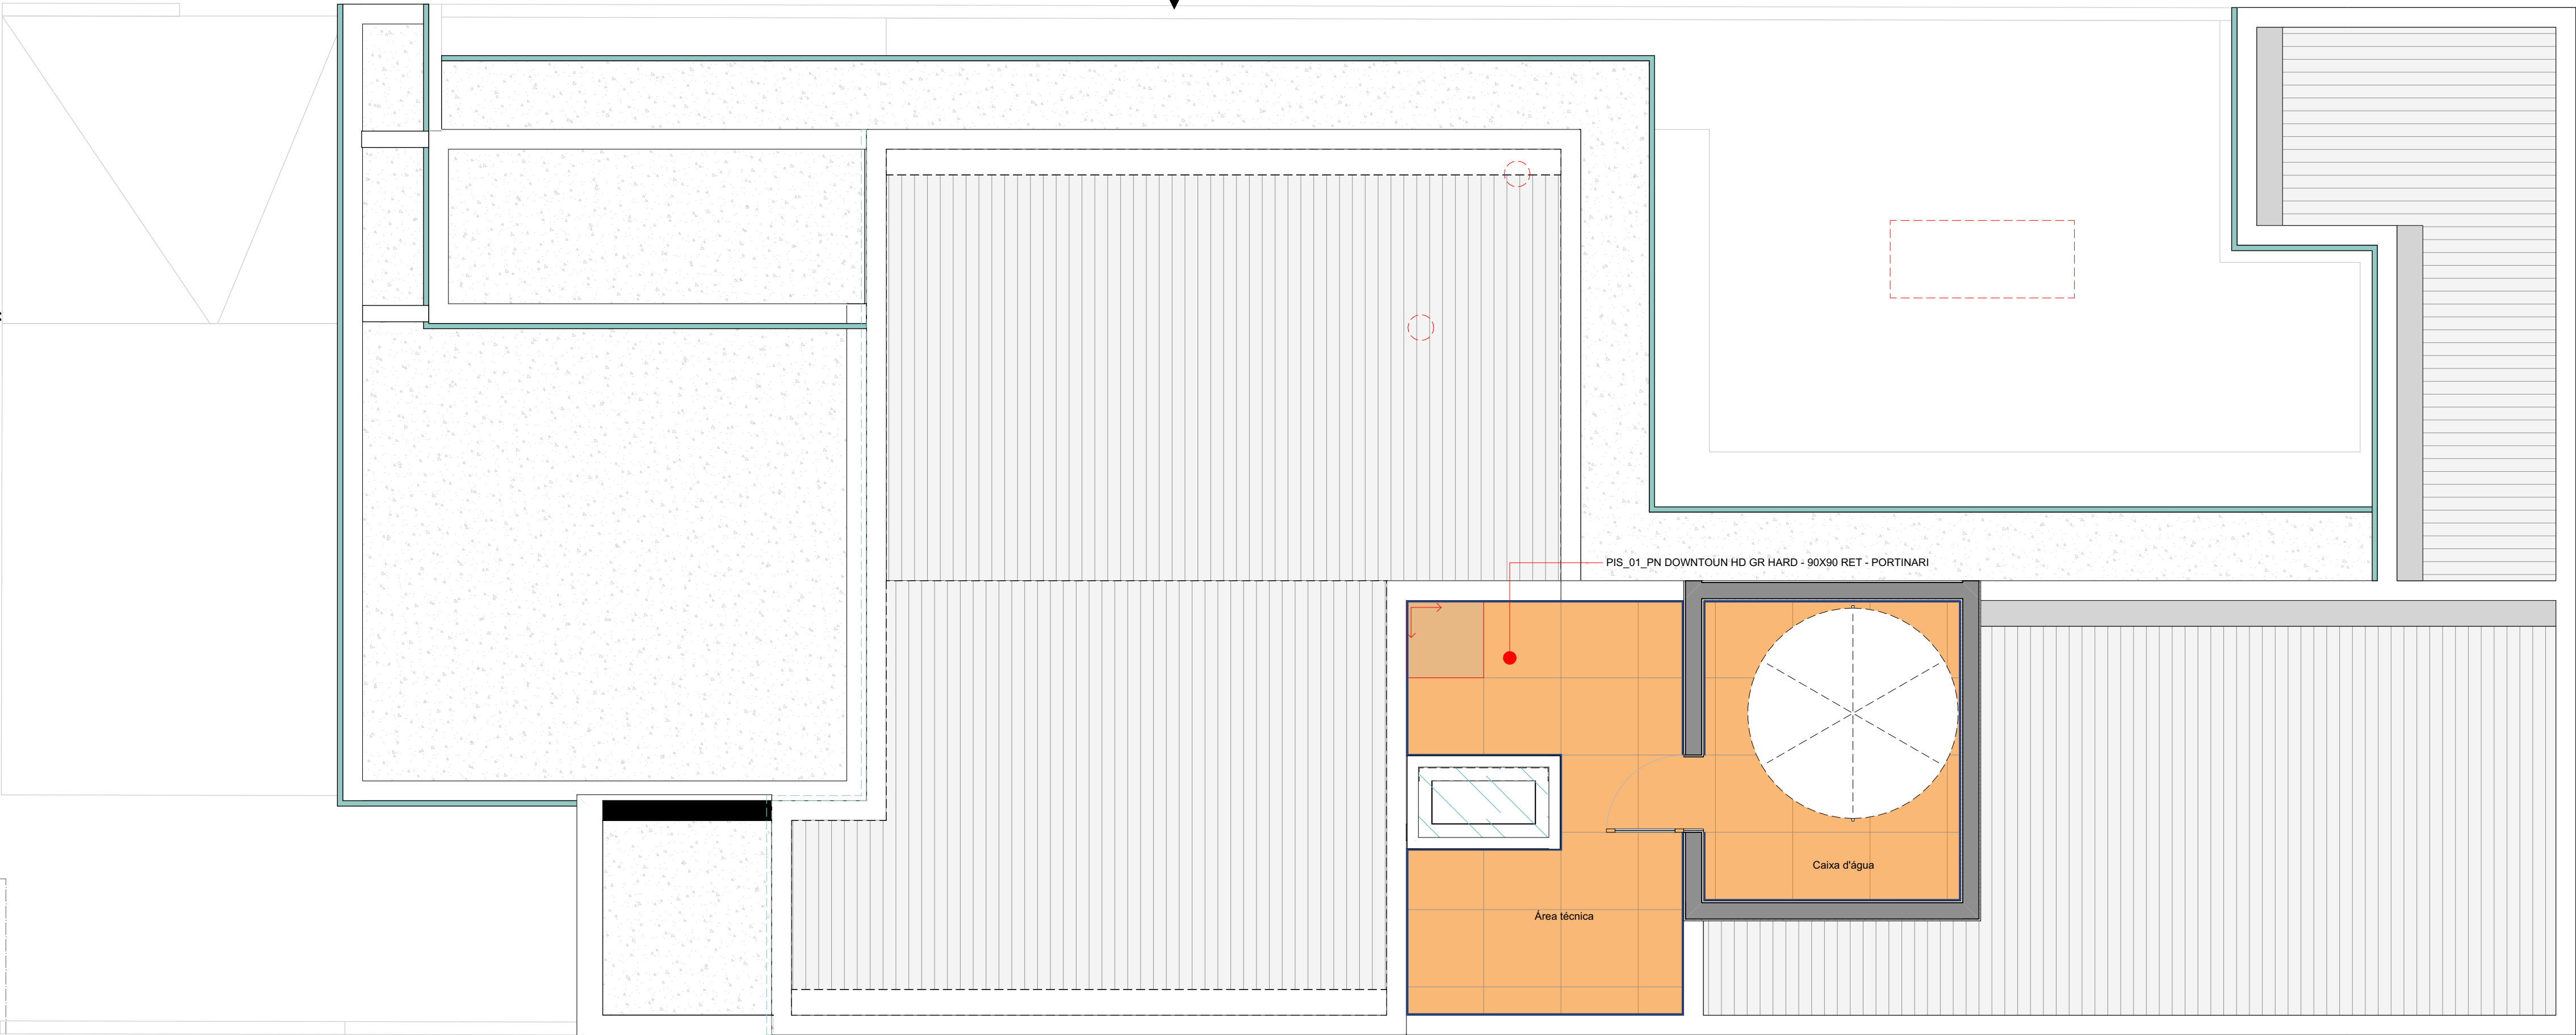 PIS_01_PN DOWNTOUN HD GR HARD - 90X90 RET - PORTINARI
Caixa d'água
Área técnica